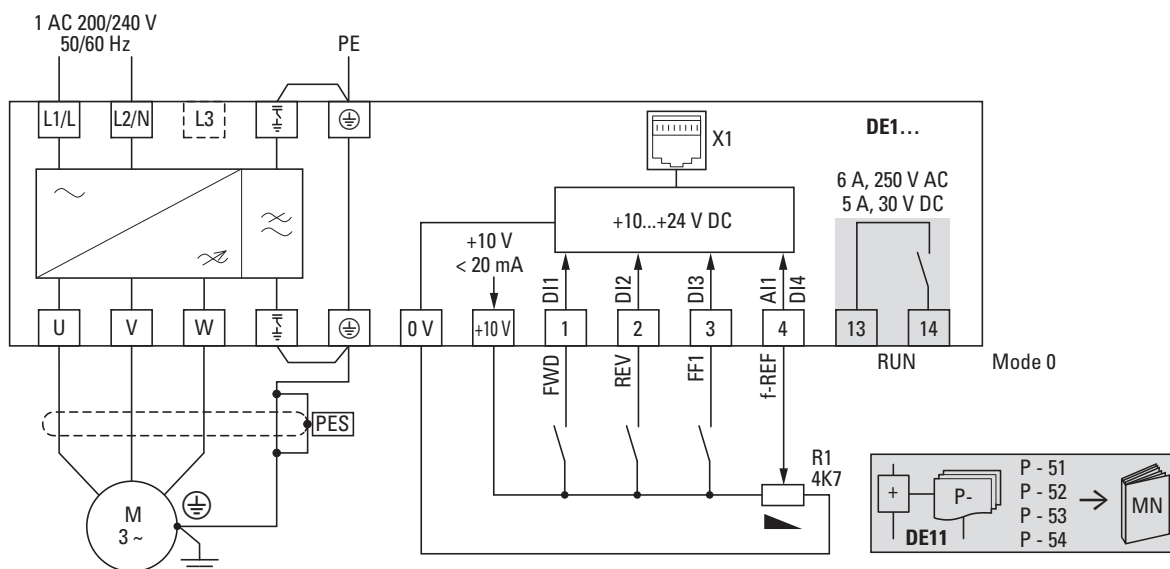 1 AC 200/240 V
50/60 Hz
PE
L1/L
L2/N
L3
X1
DE1…
6 A, 250 V AC
5 A, 30 V DC
+10...+24 V DC
+10 V
< 20 mA
DI1
DI2
DI3
AI1
DI4
U
V
W
0 V
+10 V
1
2
3
4
13
14
FWD
REV
FF1
f-REF
RUN
Mode 0
PES
R1
4K7
M
3 ~
+
P-
DE11
P - 51
P - 52
P - 53
P - 54
MN